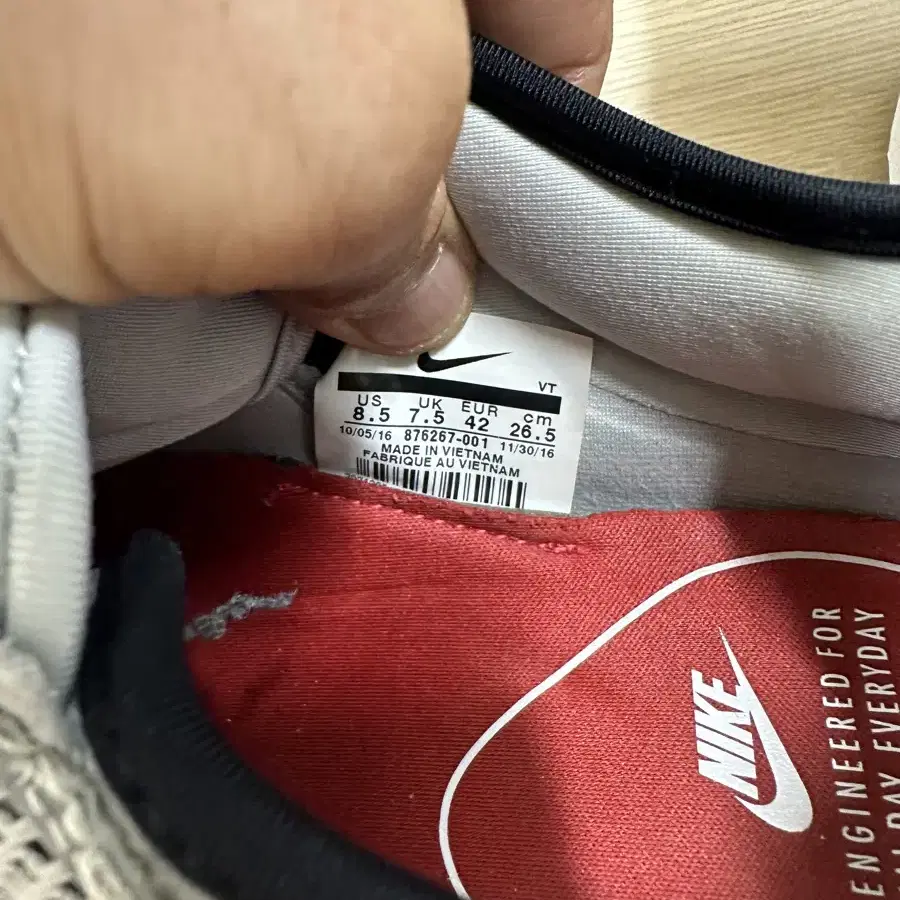 VT
US UK EUR cm
8.5 7.5 42 26.5
10/05/16 876267-001 11/30/16
MADE IN VIETNAM
FABRIQUE AU VIETNAM
NIKE
ENGINEERED FOR
ALL DAY EVERYDAY